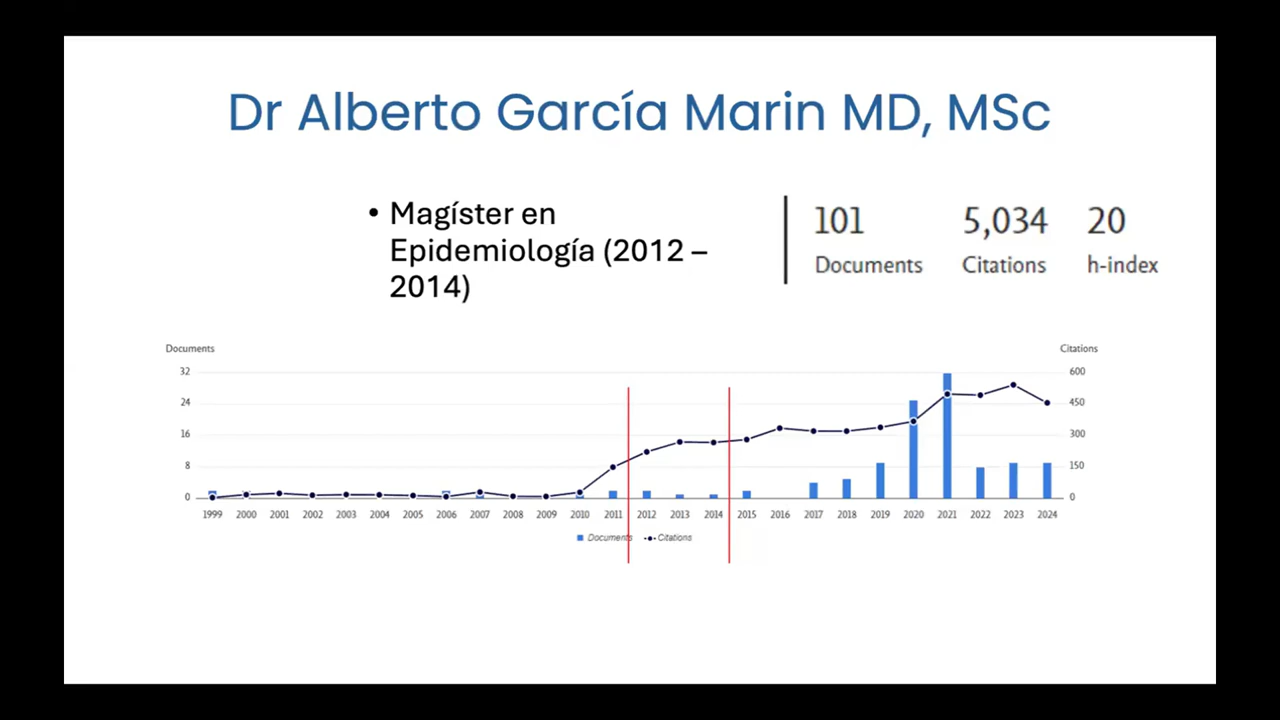 Dr Alberto García Marin MD, MSc
• Magíster en
Epidemiología (2012 –
2014)
101 5,034 20
Documents Citations h-index
Documents Citations
32 600
24 450
16 300
8 150
0 0
1999 2000 2001 2002 2003 2004 2005 2006 2007 2008 2009 2010 2011 2012 2013 2014 2015 2016 2017 2018 2019 2020 2021 2022 2023 2024
Documents Citations